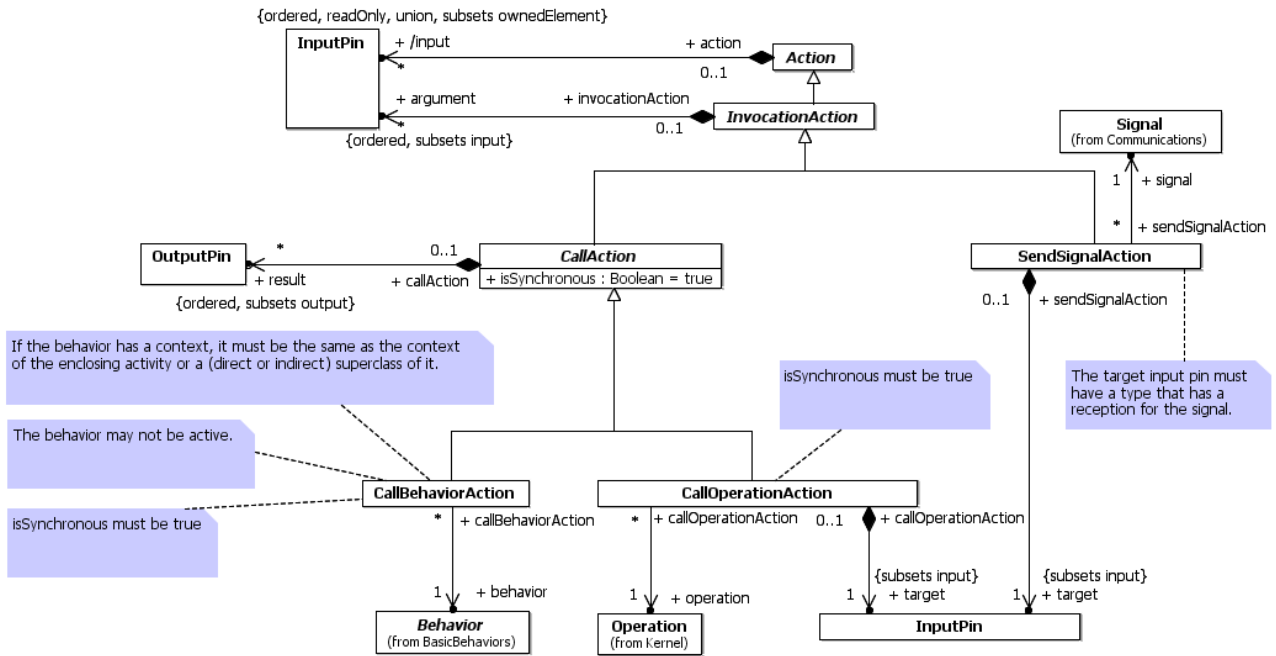 {ordered, readOnly, union, subsets ownedElement}
InputPin
+ /input
*
+ action
0..1
Action
+ argument
*
{ordered, subsets input}
+ invocationAction
0..1
InvocationAction
Signal
(from Communications)
1
+ signal
*
+ sendSignalAction
OutputPin
*
+ result
{ordered, subsets output}
0..1
+ callAction
CallAction
+ isSynchronous : Boolean = true
SendSignalAction
0..1
+ sendSignalAction
If the behavior has a context, it must be the same as the context
of the enclosing activity or a (direct or indirect) superclass of it.
isSynchronous must be true
The target input pin must
have a type that has a
reception for the signal.
The behavior may not be active.
isSynchronous must be true
CallBehaviorAction
*
+ callBehaviorAction
CallOperationAction
*
+ callOperationAction
0..1
+ callOperationAction
1
+ behavior
Behavior
(from BasicBehaviors)
1
+ operation
Operation
(from Kernel)
{subsets input}
1
+ target
{subsets input}
1
+ target
InputPin